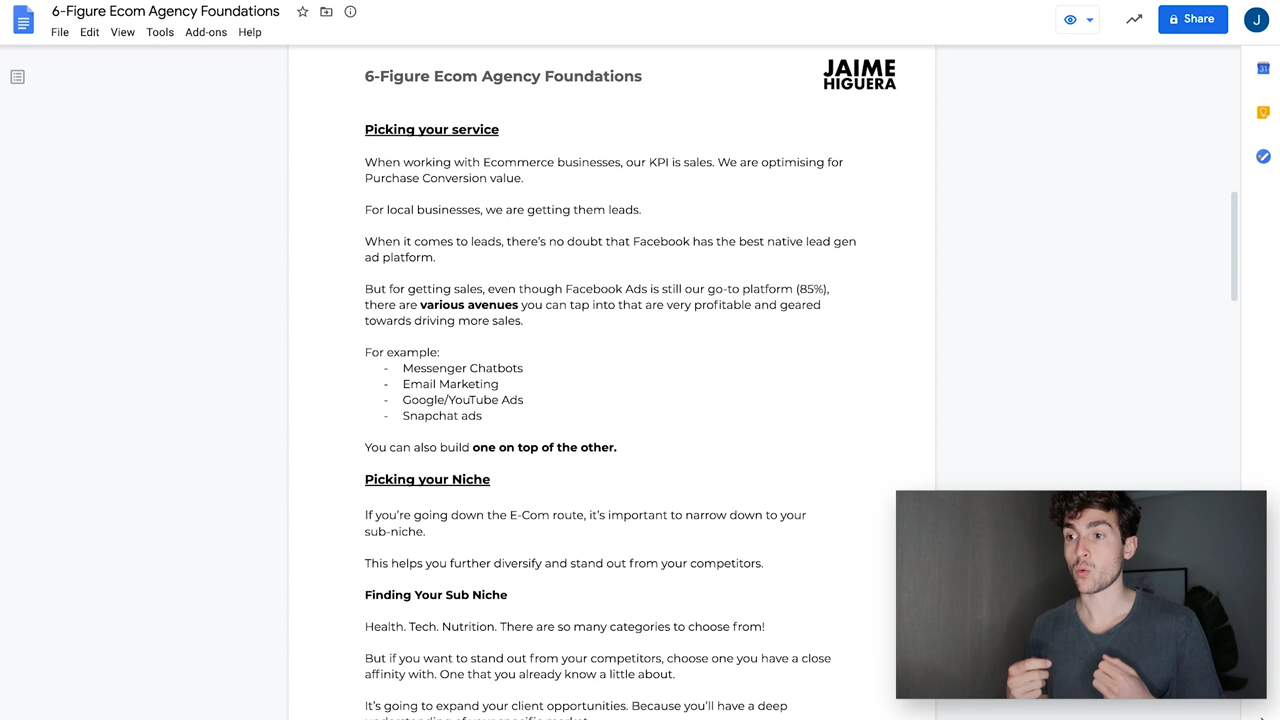 6-Figure Ecom Agency Foundations
File Edit View Tools Add-ons Help
Share
J
31
6-Figure Ecom Agency Foundations
JAIME
HIGUERA
Picking your service
When working with Ecommerce businesses, our KPI is sales. We are optimising for
Purchase Conversion value.
For local businesses, we are getting them leads.
When it comes to leads, there's no doubt that Facebook has the best native lead gen
ad platform.
But for getting sales, even though Facebook Ads is still our go-to platform (85%),
there are various avenues you can tap into that are very profitable and geared
towards driving more sales.
For example:
- Messenger Chatbots
- Email Marketing
- Google/YouTube Ads
- Snapchat ads
You can also build one on top of the other.
Picking your Niche
If you're going down the E-Com route, it's important to narrow down to your
sub-niche.
This helps you further diversify and stand out from your competitors.
Finding Your Sub Niche
Health. Tech. Nutrition. There are so many categories to choose from!
But if you want to stand out from your competitors, choose one you have a close
affinity with. One that you already know a little about.
It's going to expand your client opportunities. Because you'll have a deep
understanding of your specific market.